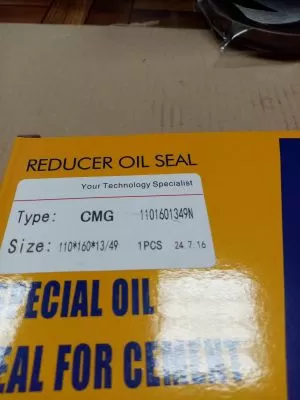 REDUCER OIL SEAL
Your Technology Specialist
Type: CMG 1101601349N
Size: 110*160*13/49 1PCS 24.7.16
SPECIAL OIL
SEAL FOR CEMENT